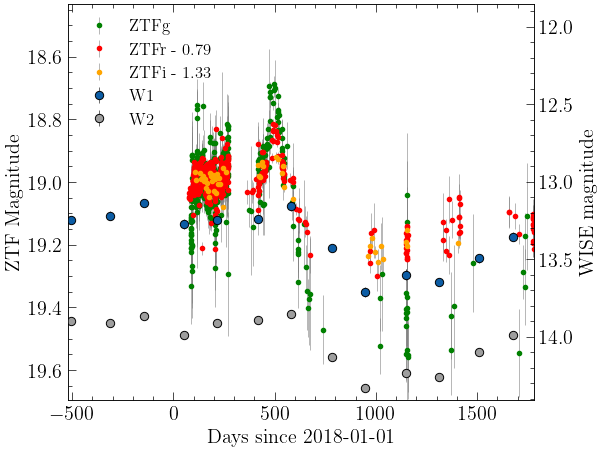 ZTFg
ZTFr - 0.79
ZTFi - 1.33
W1
W2
18.6
18.8
19.0
19.2
19.4
19.6
ZTF Magnitude
12.0
12.5
13.0
13.5
14.0
WISE magnitude
−500
0
500
1000
1500
Days since 2018-01-01